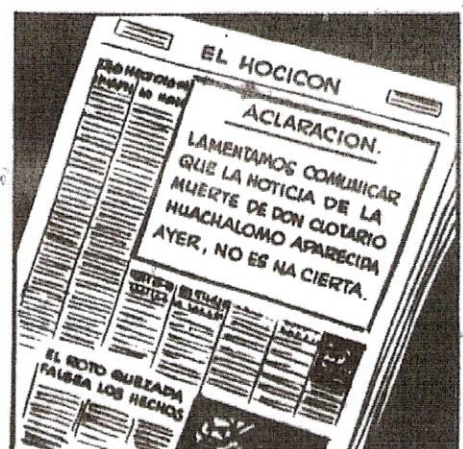 EL HOCICON
ACLARACION.
LAMENTAMOS COMUNICAR
QUE LA NOTICIA DE LA
MUERTE DE DON CLOTARIO
HUACHALOMO APARECIDA
AYER, NO ES NA CIERTA.
EL ROTO QUEZADA
FALSEA LOS HECHOS